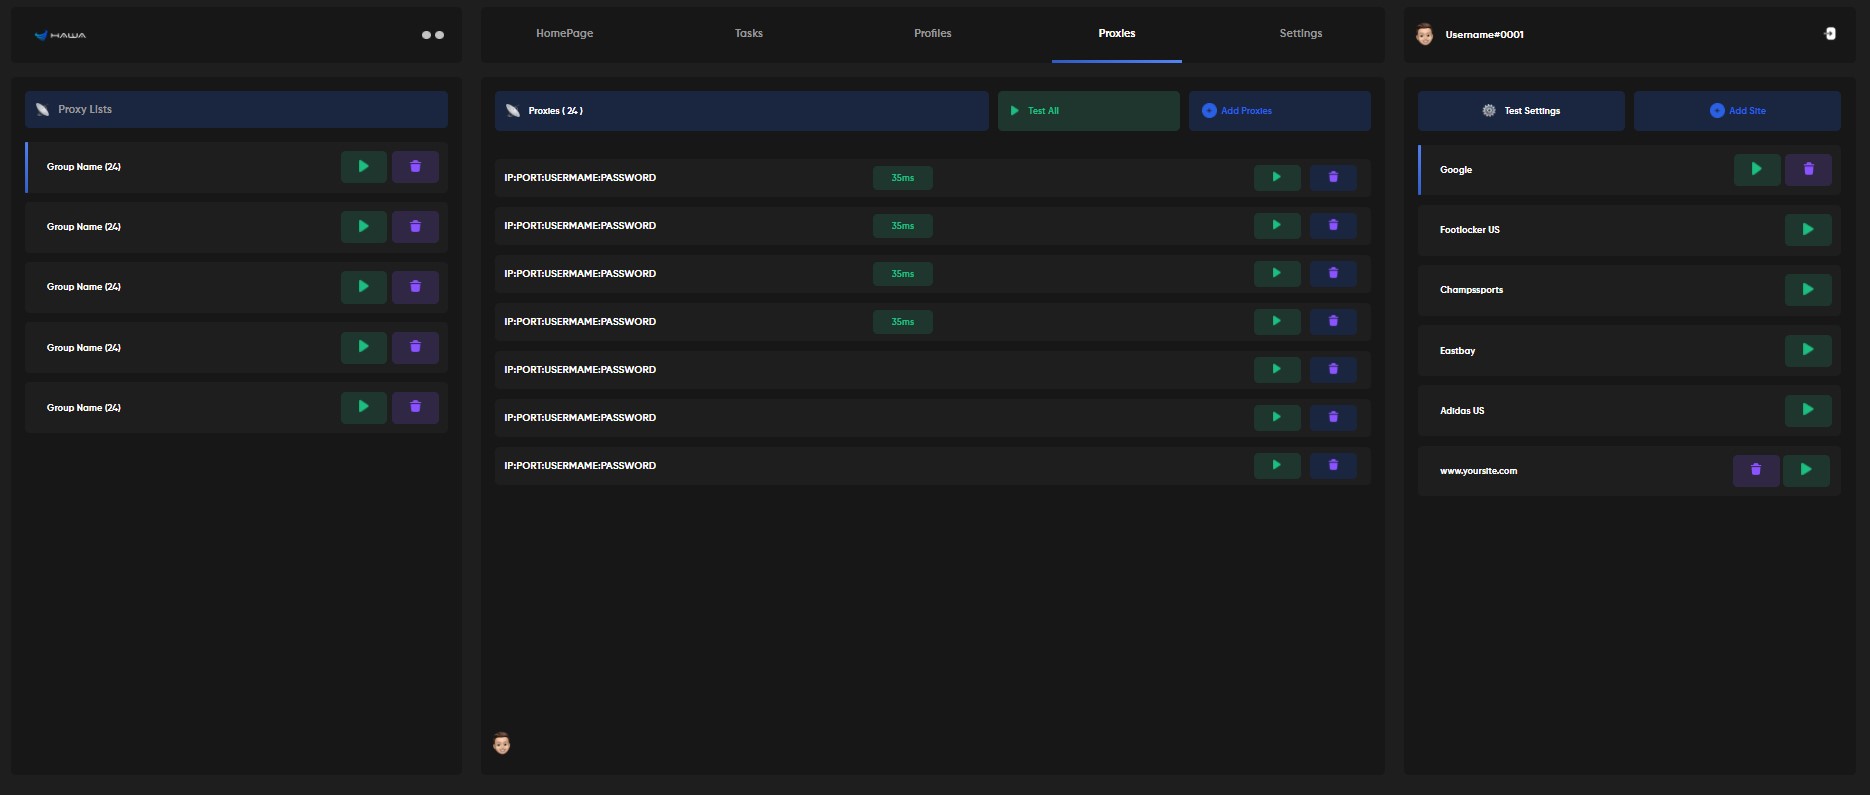 HAWA
HomePage
Tasks
Profiles
Proxies
Settings
Username#0001
Proxy Lists
Group Name (24)
Group Name (24)
Group Name (24)
Group Name (24)
Group Name (24)
Proxies ( 24 )
Test All
Add Proxies
IP:PORT:USERMAME:PASSWORD
35ms
IP:PORT:USERMAME:PASSWORD
35ms
IP:PORT:USERMAME:PASSWORD
35ms
IP:PORT:USERMAME:PASSWORD
35ms
IP:PORT:USERMAME:PASSWORD
IP:PORT:USERMAME:PASSWORD
IP:PORT:USERMAME:PASSWORD
Test Settings
Add Site
Google
Footlocker US
Champssports
Eastbay
Adidas US
www.yoursite.com